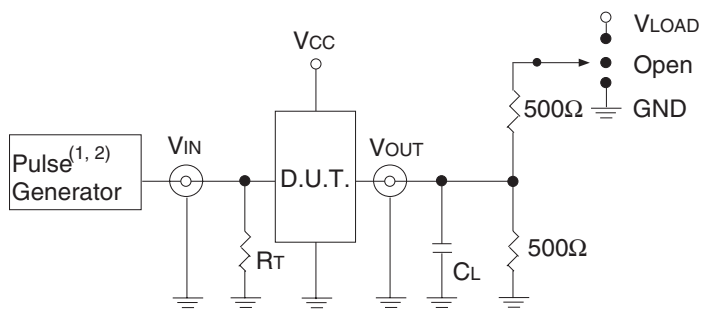 VLOAD
VCC
Open
500Ω
GND
VIN
VOUT
Pulse(1, 2)
Generator
D.U.T.
RT
CL
500Ω